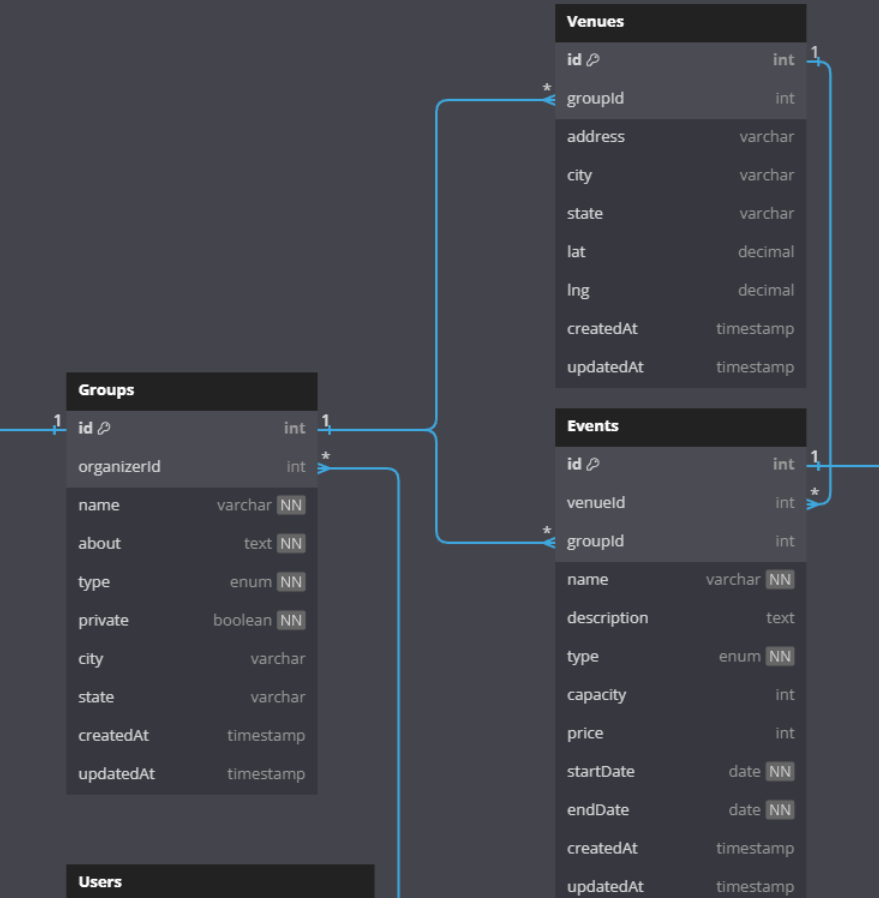 Venues
id int 1
* groupId int
address varchar
city varchar
state varchar
lat decimal
lng decimal
createdAt timestamp
updatedAt timestamp
Groups
1 id int 1
organizerId int *
name varchar NN
about text NN
type enum NN
private boolean NN
city varchar
state varchar
createdAt timestamp
updatedAt timestamp
Events
id int 1
venueId int *
* groupId int
name varchar NN
description text
type enum NN
capacity int
price int
startDate date NN
endDate date NN
createdAt timestamp
updatedAt timestamp
Users